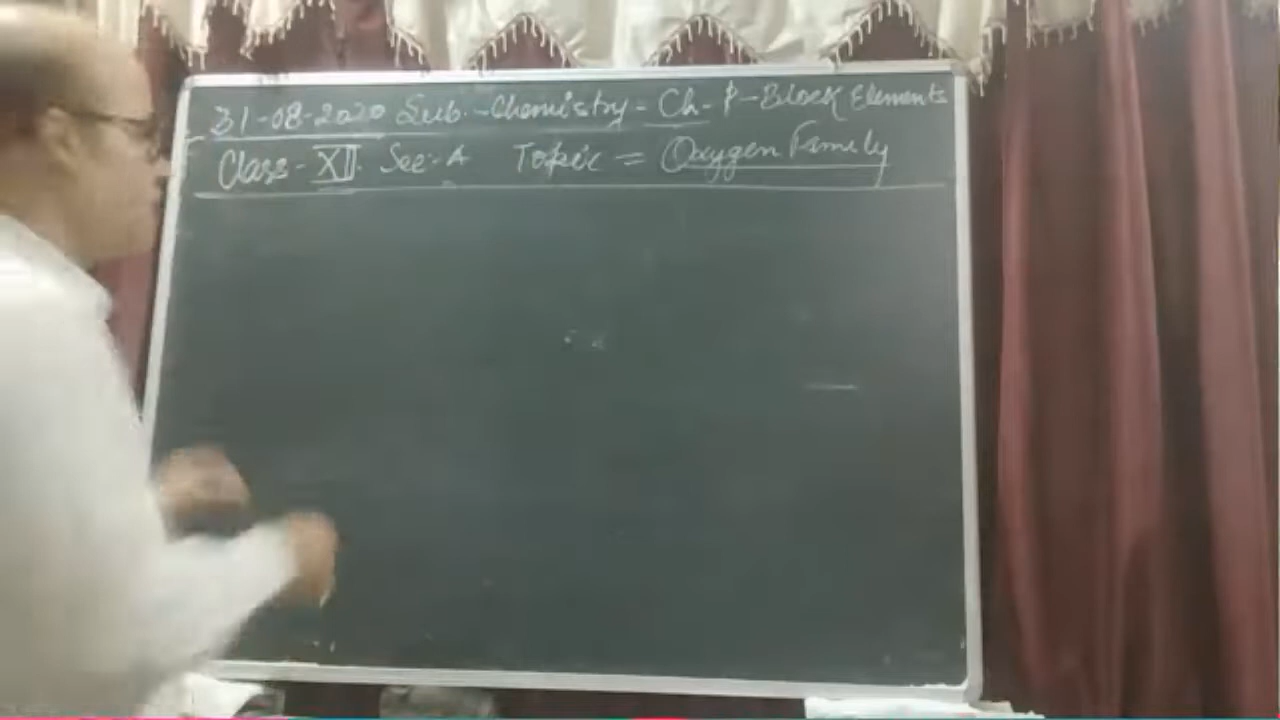 31-08-2020 Sub.-Chemistry - Ch- P-Block Elements
Class - XII. Sec-A Topic = Oxygen Family